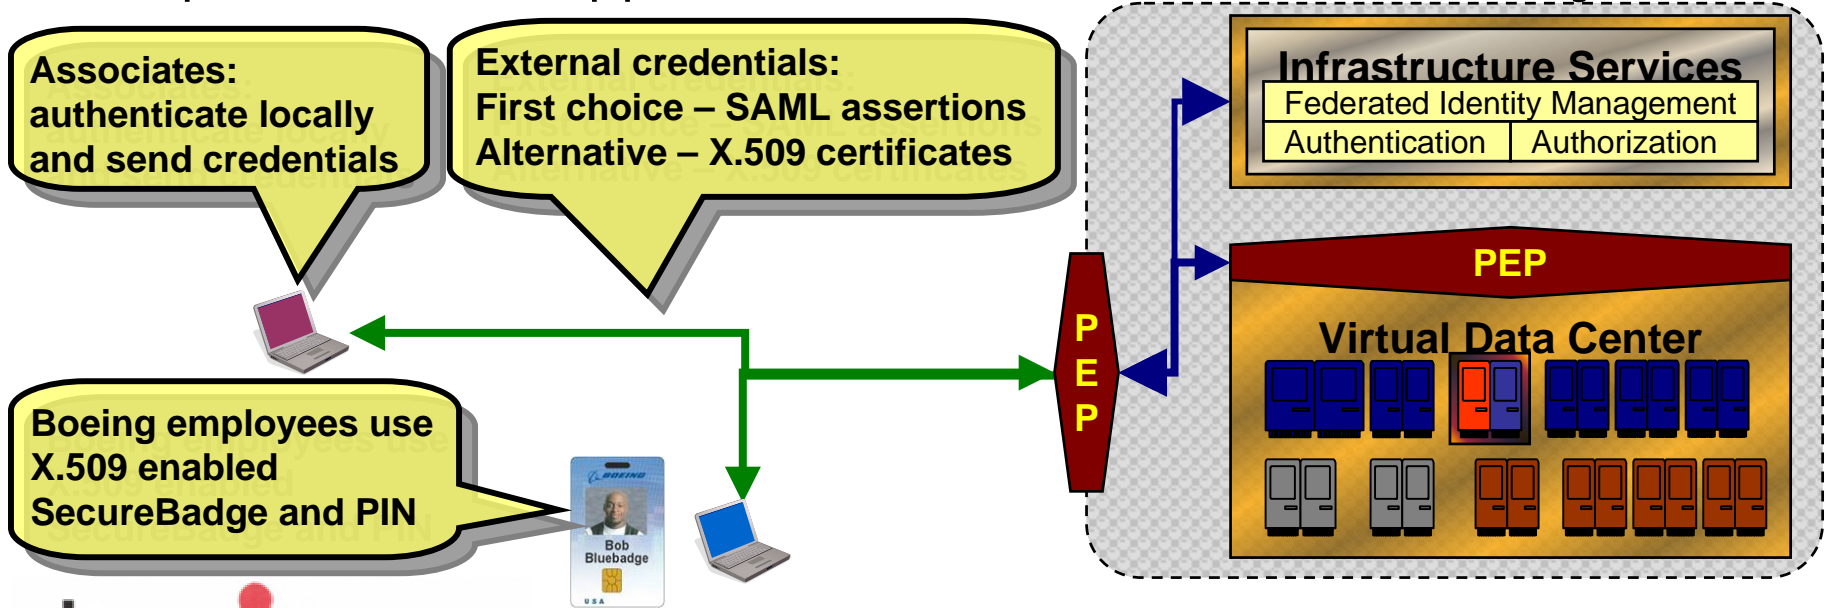 Associates:
authenticate locally
and send credentials
External credentials:
First choice – SAML assertions
Alternative – X.509 certificates
Infrastructure Services
Federated Identity Management
Authentication
Authorization
PEP
PEP
Virtual Data Center
Boeing employees use
X.509 enabled
SecureBadge and PIN
BOEING
Bob
Bluebadge
USA